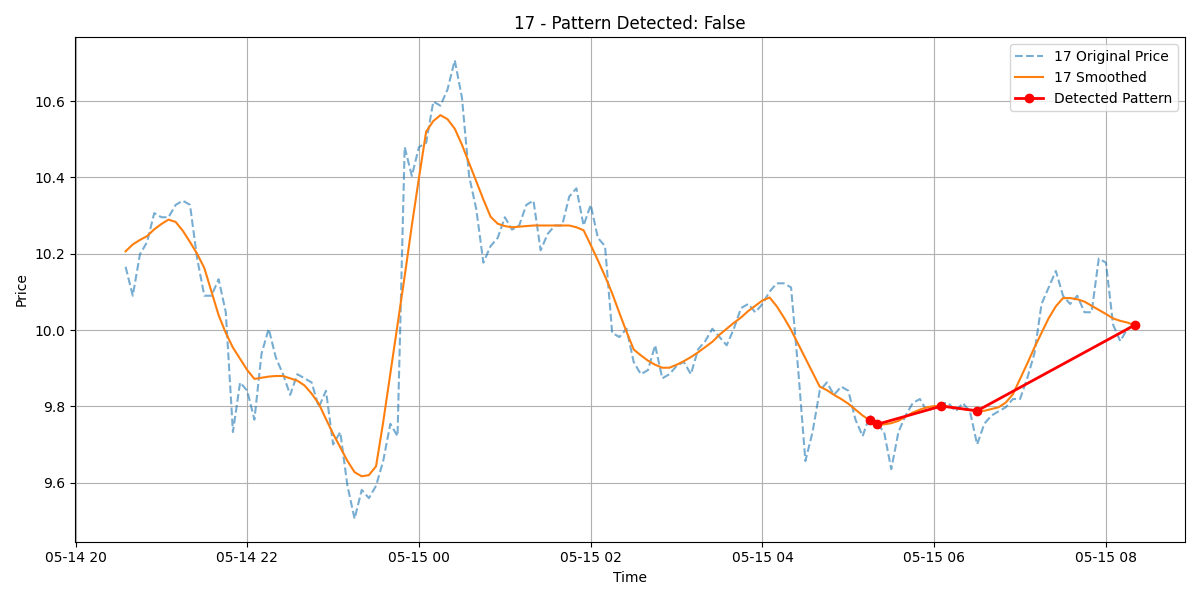 17 - Pattern Detected: False
17 Original Price
17 Smoothed
Detected Pattern
Price
10.6
10.4
10.2
10.0
9.8
9.6
05-14 20 05-14 22 05-15 00 05-15 02 05-15 04 05-15 06 05-15 08
Time